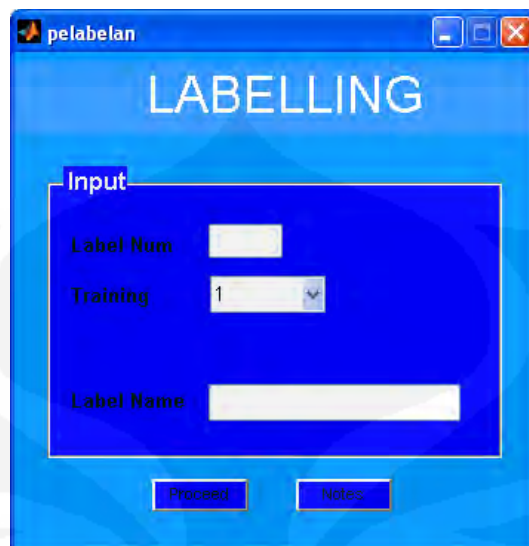 pelabelan
LABELLING
Input
Label Num
Training 1
Label Name
Proceed Notes